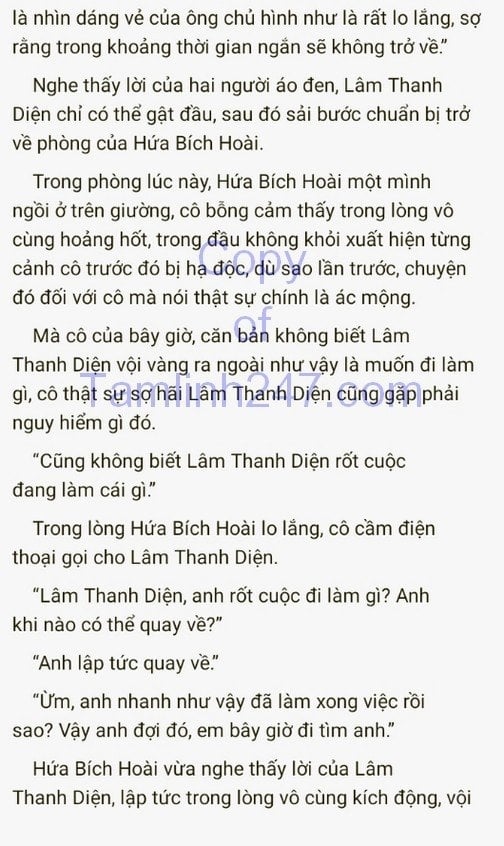 là nhìn dáng vẻ của ông chủ hình như là rất lo lắng, sợ
rằng trong khoảng thời gian ngắn sẽ không trở về.”
Nghe thấy lời của hai người áo đen, Lâm Thanh
Diện chỉ có thể gật đầu, sau đó sải bước chuẩn bị trở
về phòng của Hứa Bích Hoài.
Trong phòng lúc này, Hứa Bích Hoài một mình
ngồi ở trên giường, cô bỗng cảm thấy trong lòng vô
cùng hoảng hốt, trong đầu không khỏi xuất hiện từng
cảnh cô trước đó bị hạ độc, dù sao lần trước, chuyện
đó đối với cô mà nói thật sự chính là ác mộng.
Mà cô của bây giờ, căn bản không biết Lâm
Thanh Diện vội vàng ra ngoài như vậy là muốn đi làm
gì, cô thật sự sợ hãi Lâm Thanh Diện cũng gặp phải
nguy hiểm gì đó.
“Cũng không biết Lâm Thanh Diện rốt cuộc
đang làm cái gì.”
Trong lòng Hứa Bích Hoài lo lắng, cô cầm điện
thoại gọi cho Lâm Thanh Diện.
“Lâm Thanh Diện, anh rốt cuộc đi làm gì? Anh
khi nào có thể quay về?”
“Anh lập tức quay về.”
“Ừm, anh nhanh như vậy đã làm xong việc rồi
sao? Vậy anh đợi đó, em bây giờ đi tìm anh.”
Hứa Bích Hoài vừa nghe thấy lời của Lâm
Thanh Diện, lập tức trong lòng vô cùng kích động, vội
Copy
of
Tamlinh247.com